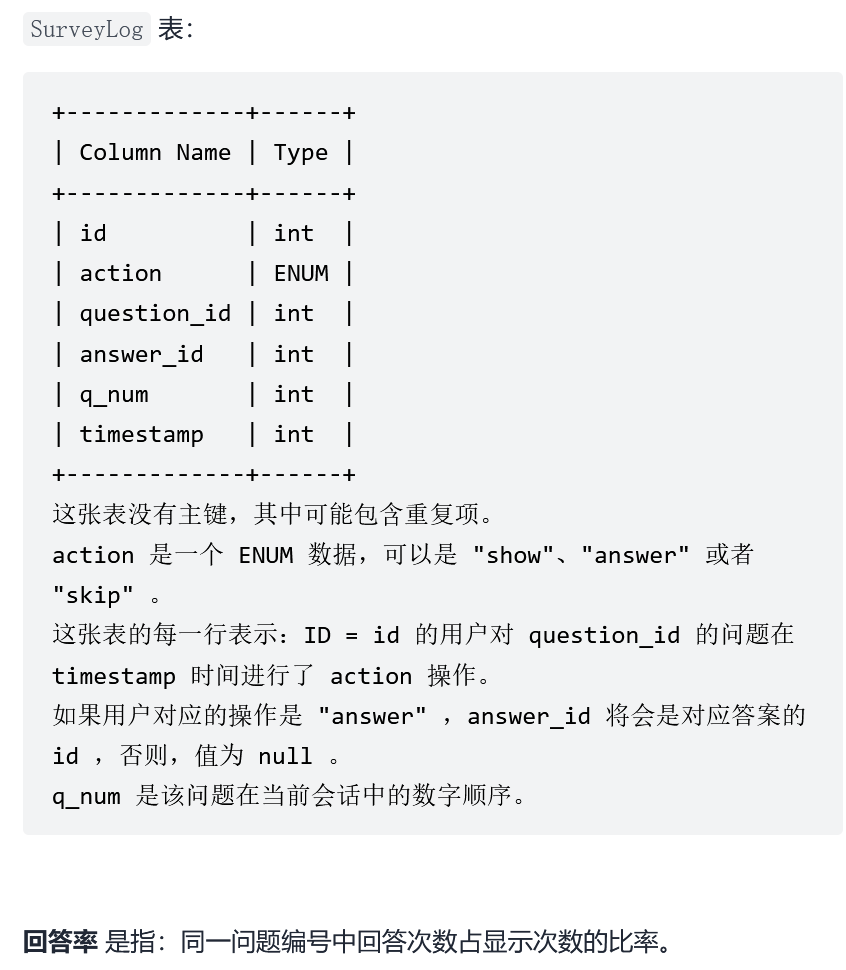 SurveyLog 表：
+-------------+------+
| Column Name | Type |
+-------------+------+
| id          | int  |
| action      | ENUM |
| question_id | int  |
| answer_id   | int  |
| q_num       | int  |
| timestamp   | int  |
+-------------+------+
这张表没有主键，其中可能包含重复项。
action 是一个 ENUM 数据，可以是 "show"、"answer" 或者
"skip" 。
这张表的每一行表示：ID = id 的用户对 question_id 的问题在
timestamp 时间进行了 action 操作。
如果用户对应的操作是 "answer" ，answer_id 将会是对应答案的
id ，否则，值为 null 。
q_num 是该问题在当前会话中的数字顺序。
回答率 是指：同一问题编号中回答次数占显示次数的比率。